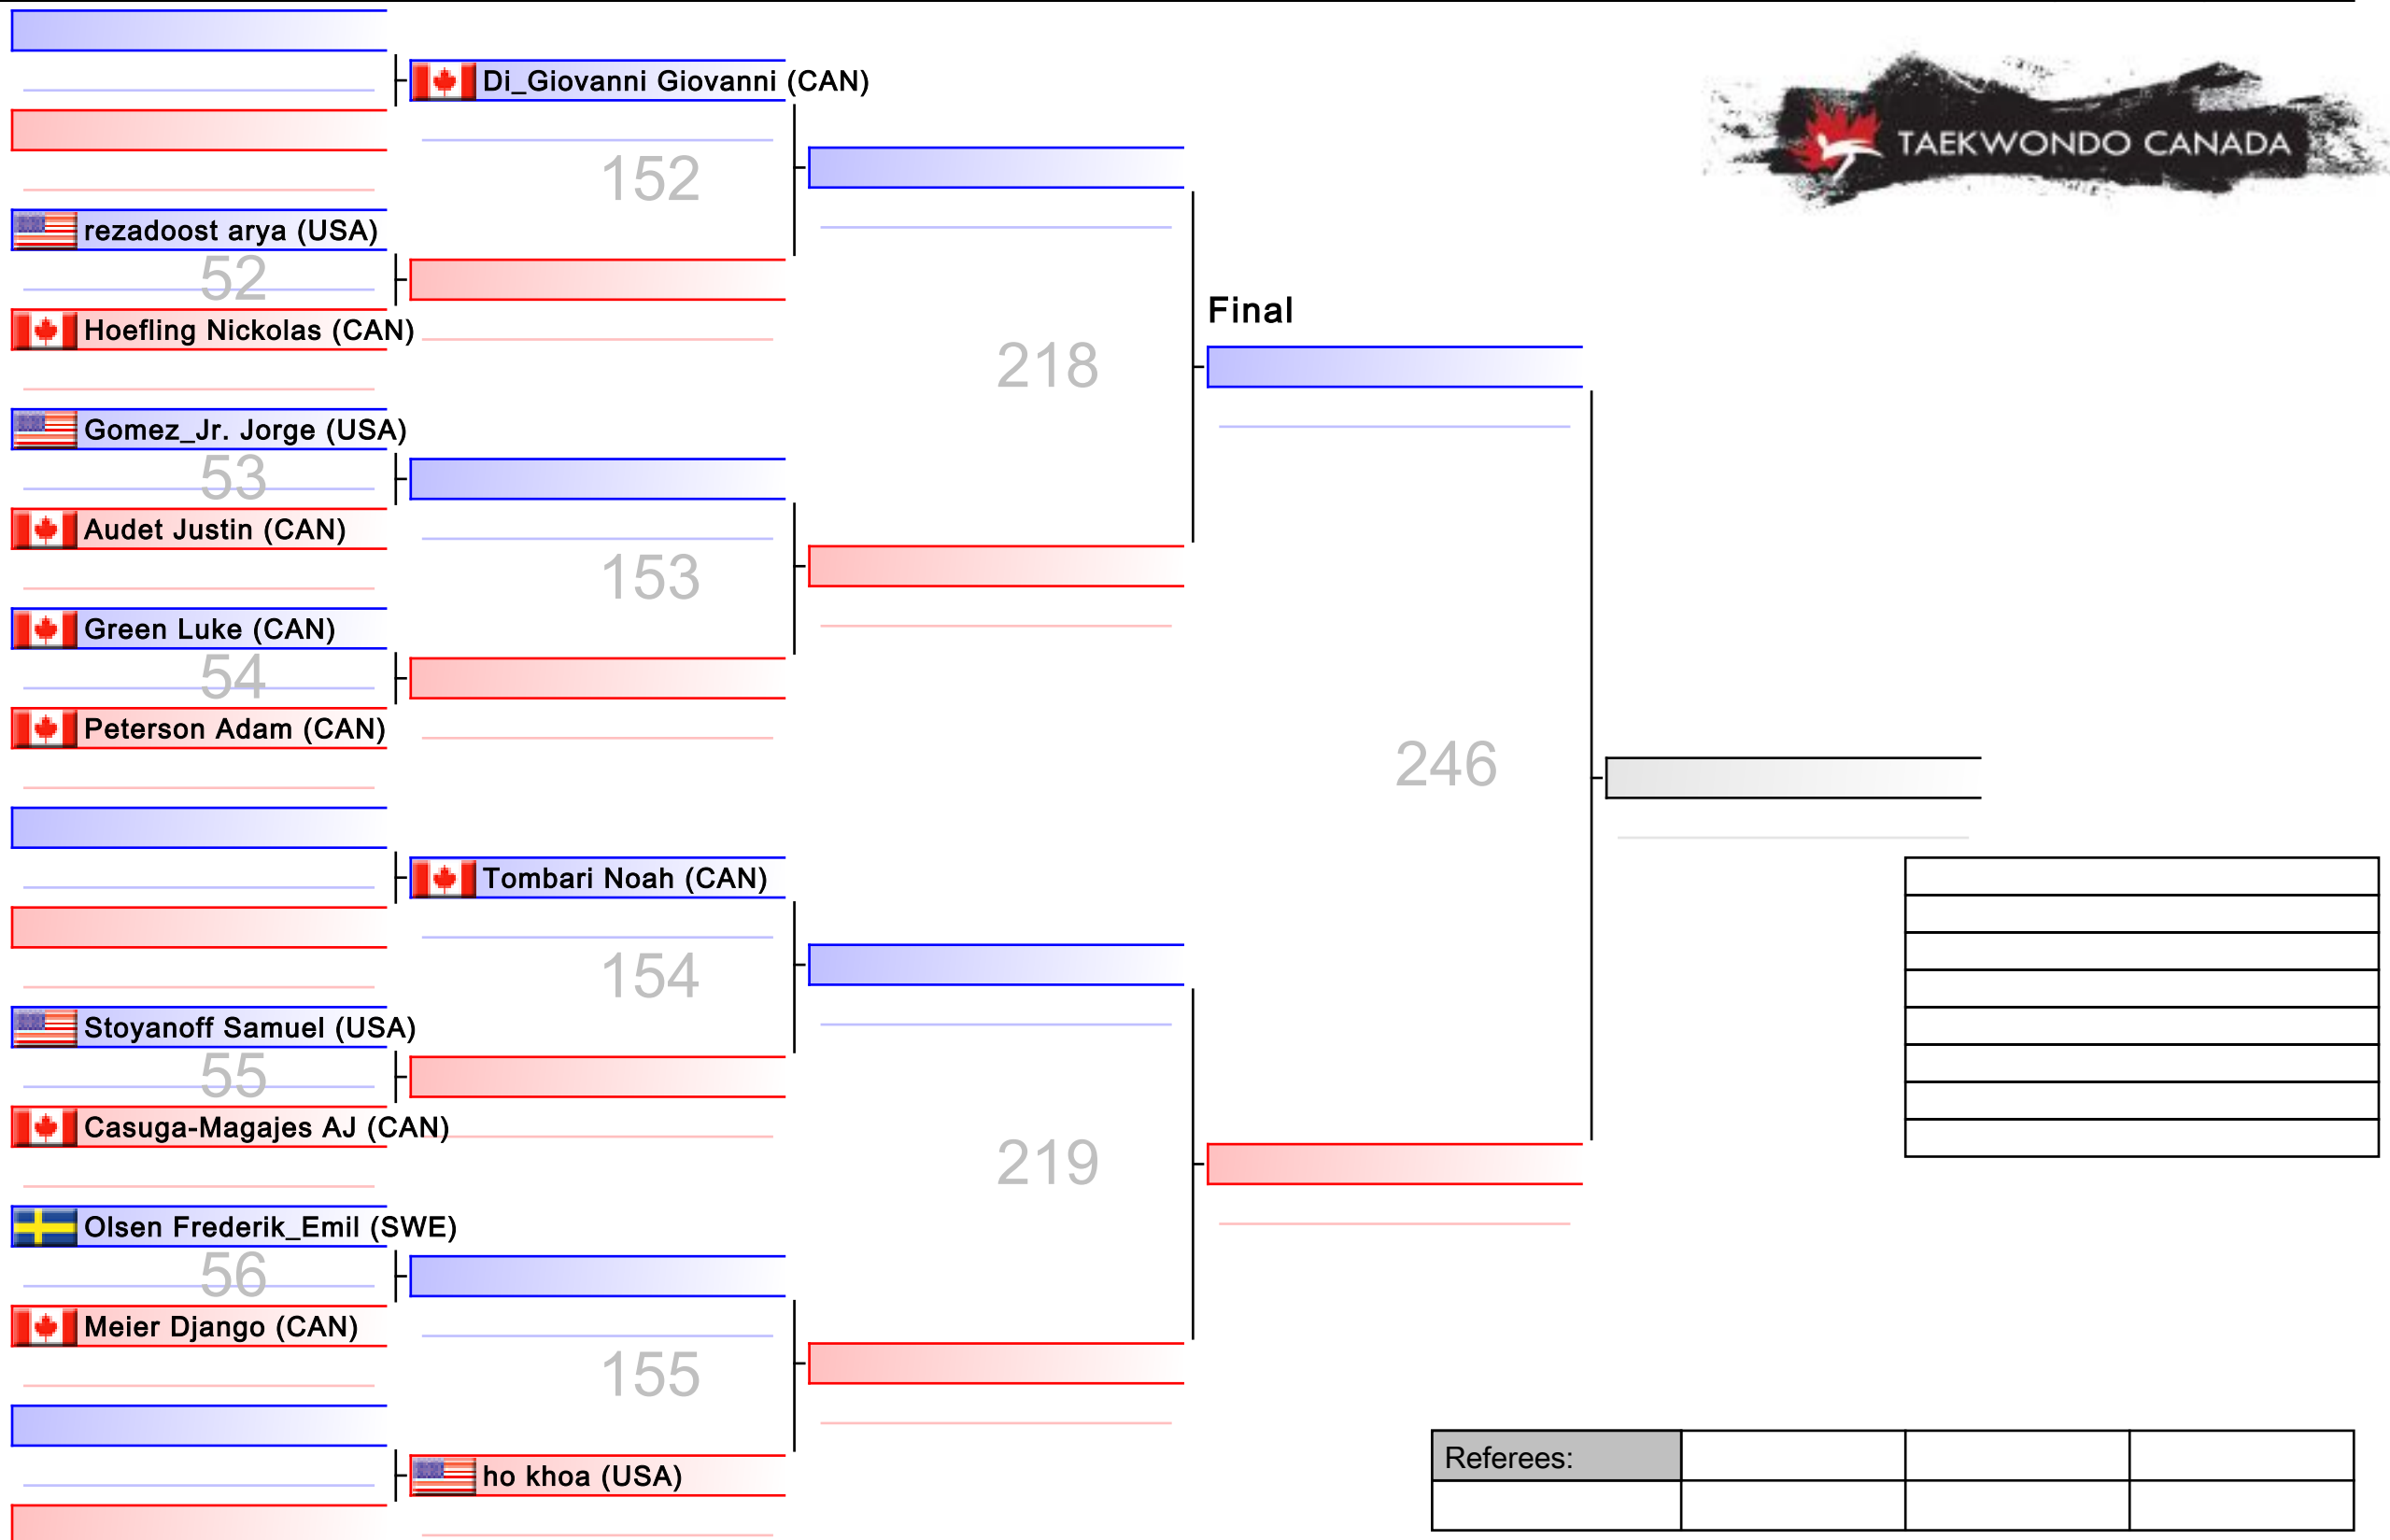 Di_Giovanni Giovanni (CAN)
TAEKWONDO CANADA
152
rezadoost arya (USA)
52
Hoefling Nickolas (CAN)
Final
218
Gomez_Jr. Jorge (USA)
53
Audet Justin (CAN)
153
Green Luke (CAN)
54
Peterson Adam (CAN)
246
Tombari Noah (CAN)
154
Stoyanoff Samuel (USA)
55
Casuga-Magajes AJ (CAN)
219
Olsen Frederik_Emil (SWE)
56
Meier Django (CAN)
155
Referees:
ho khoa (USA)